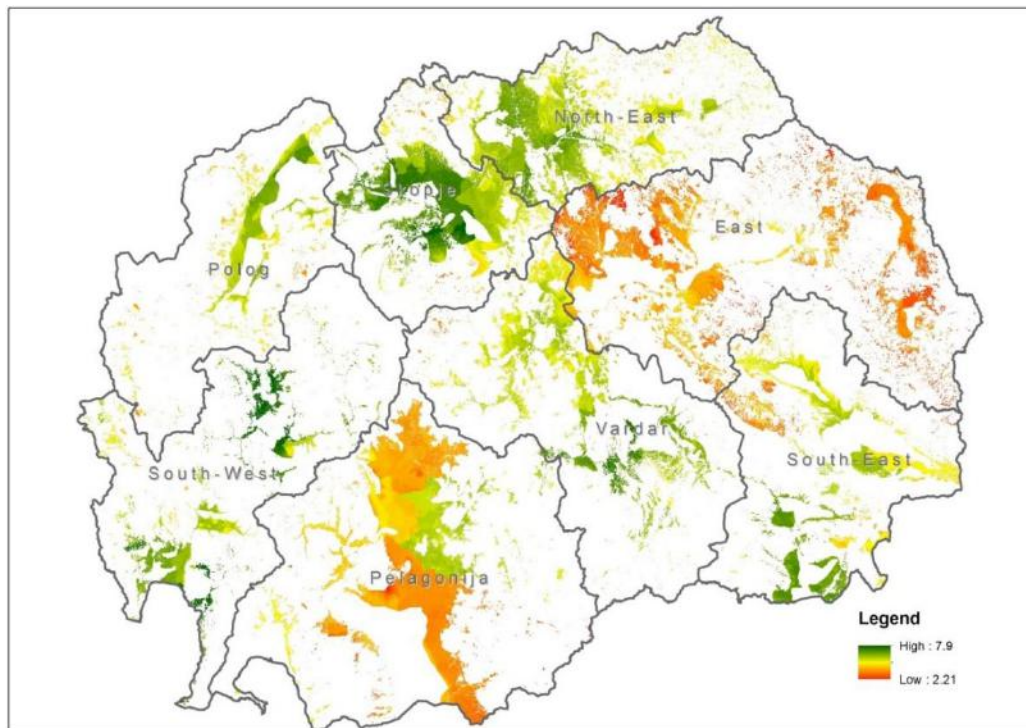 North-East
Skopje
East
Polog
Vardar
South-West
South-East
Pelagonija
Legend
High : 7.9
Low : 2.21